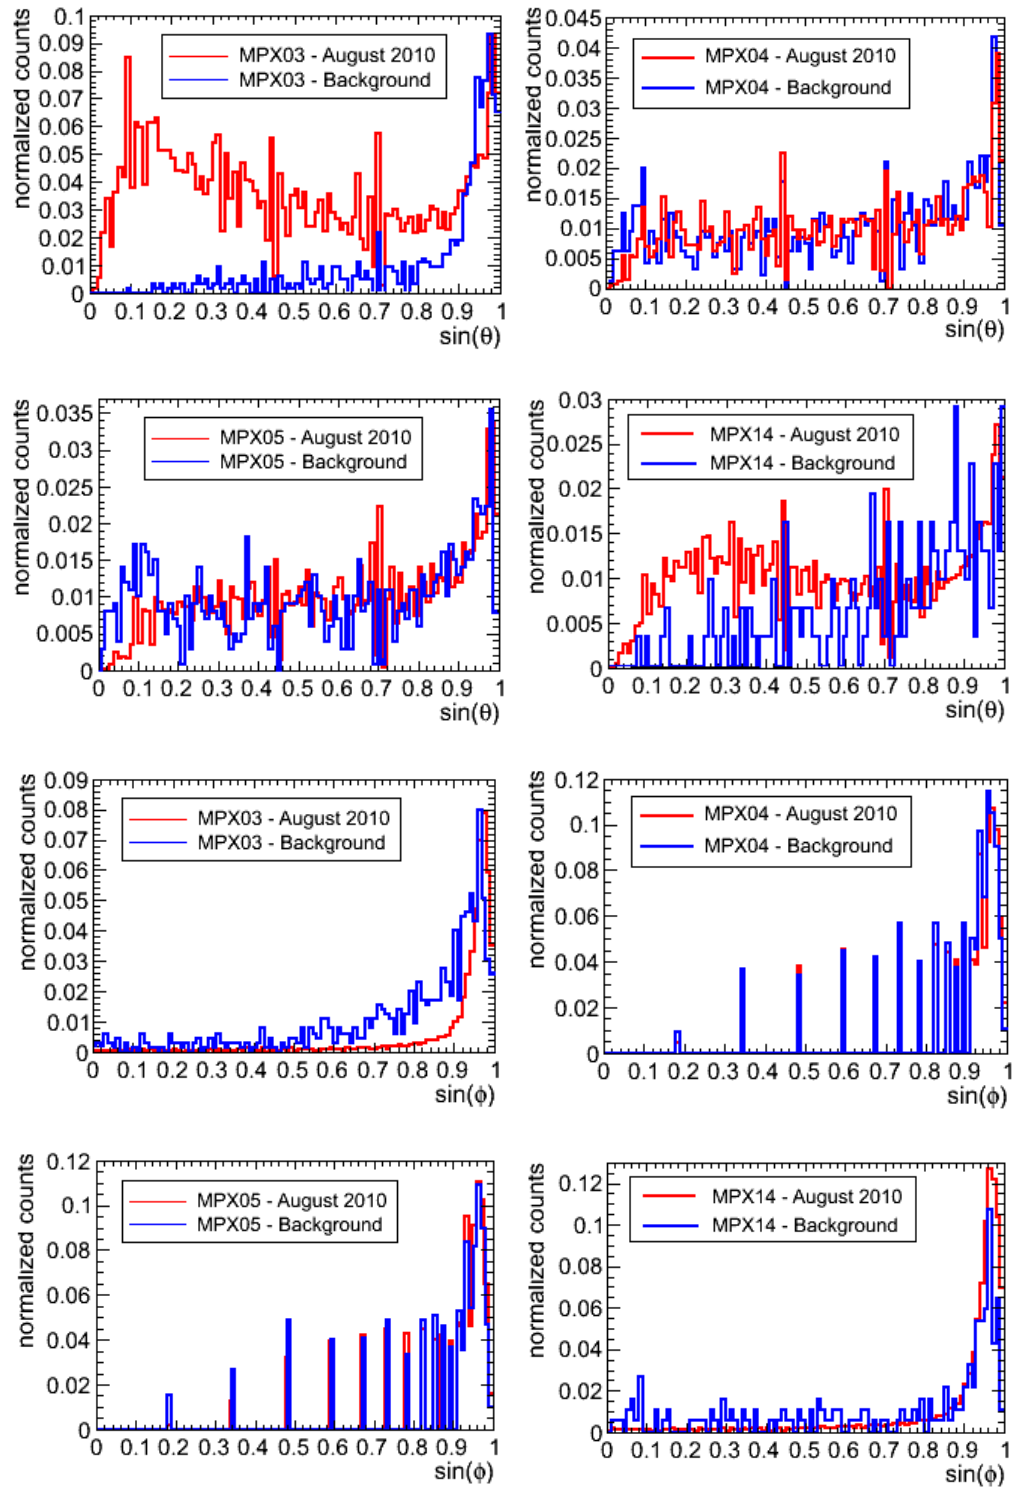 normalized counts
0.1
0.09
0.08
0.07
0.06
0.05
0.04
0.03
0.02
0.01
0
MPX03 - August 2010
MPX03 - Background
0 0.1 0.2 0.3 0.4 0.5 0.6 0.7 0.8 0.9 1
sin(θ)
normalized counts
0.045
0.04
0.035
0.03
0.025
0.02
0.015
0.01
0.005
0
MPX04 - August 2010
MPX04 - Background
0 0.1 0.2 0.3 0.4 0.5 0.6 0.7 0.8 0.9 1
sin(θ)
normalized counts
0.035
0.03
0.025
0.02
0.015
0.01
0.005
0
MPX05 - August 2010
MPX05 - Background
0 0.1 0.2 0.3 0.4 0.5 0.6 0.7 0.8 0.9 1
sin(θ)
normalized counts
0.03
0.025
0.02
0.015
0.01
0.005
0
MPX14 - August 2010
MPX14 - Background
0 0.1 0.2 0.3 0.4 0.5 0.6 0.7 0.8 0.9 1
sin(θ)
normalized counts
0.09
0.08
0.07
0.06
0.05
0.04
0.03
0.02
0.01
0
MPX03 - August 2010
MPX03 - Background
0 0.1 0.2 0.3 0.4 0.5 0.6 0.7 0.8 0.9 1
sin(ϕ)
normalized counts
0.12
0.1
0.08
0.06
0.04
0.02
0
MPX04 - August 2010
MPX04 - Background
0 0.1 0.2 0.3 0.4 0.5 0.6 0.7 0.8 0.9 1
sin(ϕ)
normalized counts
0.12
0.1
0.08
0.06
0.04
0.02
0
MPX05 - August 2010
MPX05 - Background
0 0.1 0.2 0.3 0.4 0.5 0.6 0.7 0.8 0.9 1
sin(ϕ)
normalized counts
0.12
0.1
0.08
0.06
0.04
0.02
0
MPX14 - August 2010
MPX14 - Background
0 0.1 0.2 0.3 0.4 0.5 0.6 0.7 0.8 0.9 1
sin(ϕ)